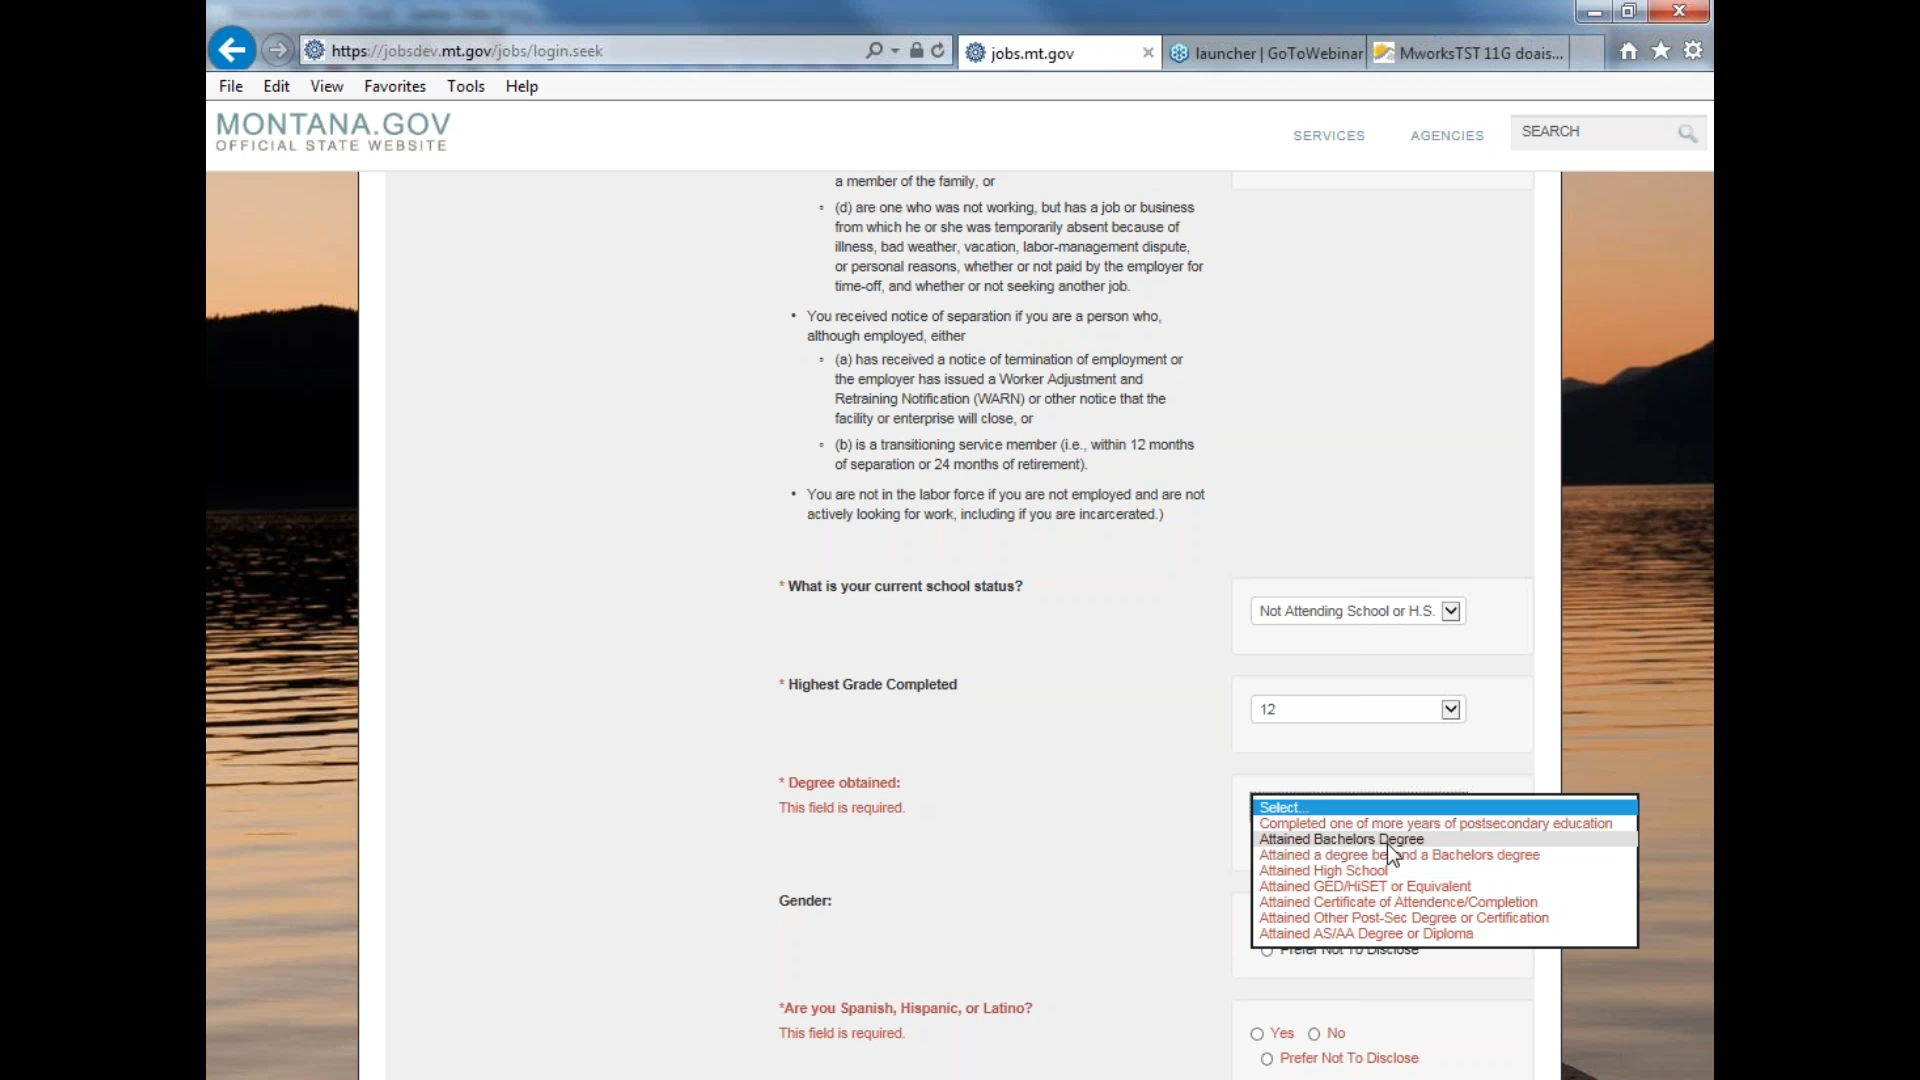 https://jobsdev.mt.gov/jobs/login.seek
jobs.mt.gov
launcher | GoToWebinar
MworksTST 11G doais...
File Edit View Favorites Tools Help
MONTANA.GOV
OFFICIAL STATE WEBSITE
SERVICES
AGENCIES
SEARCH
a member of the family, or
(d) are one who was not working, but has a job or business
from which he or she was temporarily absent because of
illness, bad weather, vacation, labor-management dispute,
or personal reasons, whether or not paid by the employer for
time-off, and whether or not seeking another job.
• You received notice of separation if you are a person who,
although employed, either
(a) has received a notice of termination of employment or
the employer has issued a Worker Adjustment and
Retraining Notification (WARN) or other notice that the
facility or enterprise will close, or
(b) is a transitioning service member (i.e., within 12 months
of separation or 24 months of retirement).
• You are not in the labor force if you are not employed and are not
actively looking for work, including if you are incarcerated.)
* What is your current school status?
Not Attending School or H.S.
* Highest Grade Completed
12
* Degree obtained:
This field is required.
Select...
Completed one of more years of postsecondary education
Attained Bachelors Degree
Attained a degree beyond a Bachelors degree
Attained High School
Attained GED/HiSET or Equivalent
Attained Certificate of Attendence/Completion
Attained Other Post-Sec Degree or Certification
Attained AS/AA Degree or Diploma
Gender:
Prefer Not To Disclose
*Are you Spanish, Hispanic, or Latino?
This field is required.
Yes No
Prefer Not To Disclose